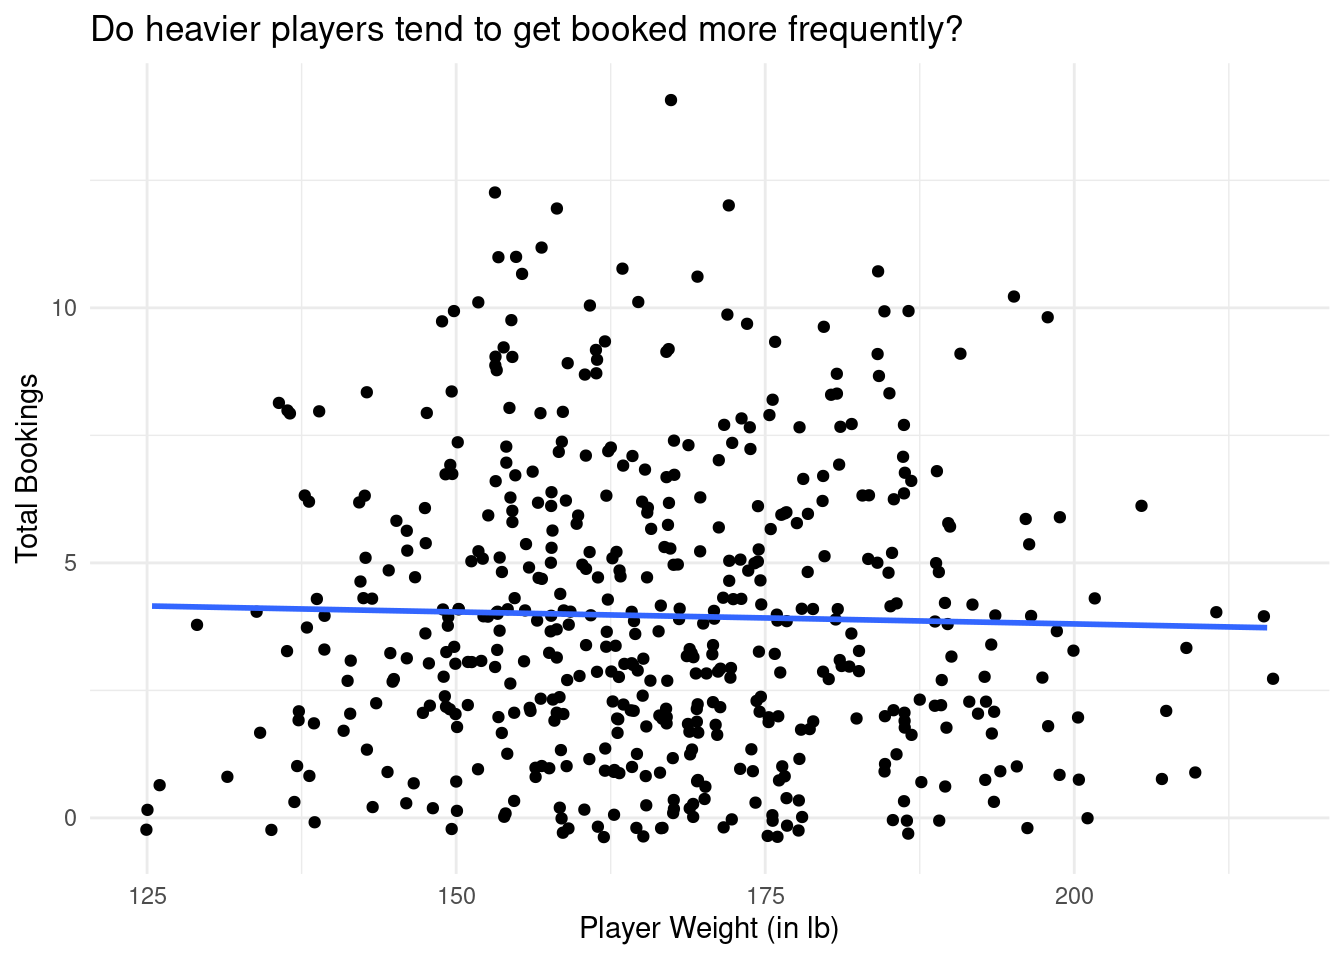 Do heavier players tend to get booked more frequently?
Total Bookings
10
5
0
125 150 175 200
Player Weight (in lb)